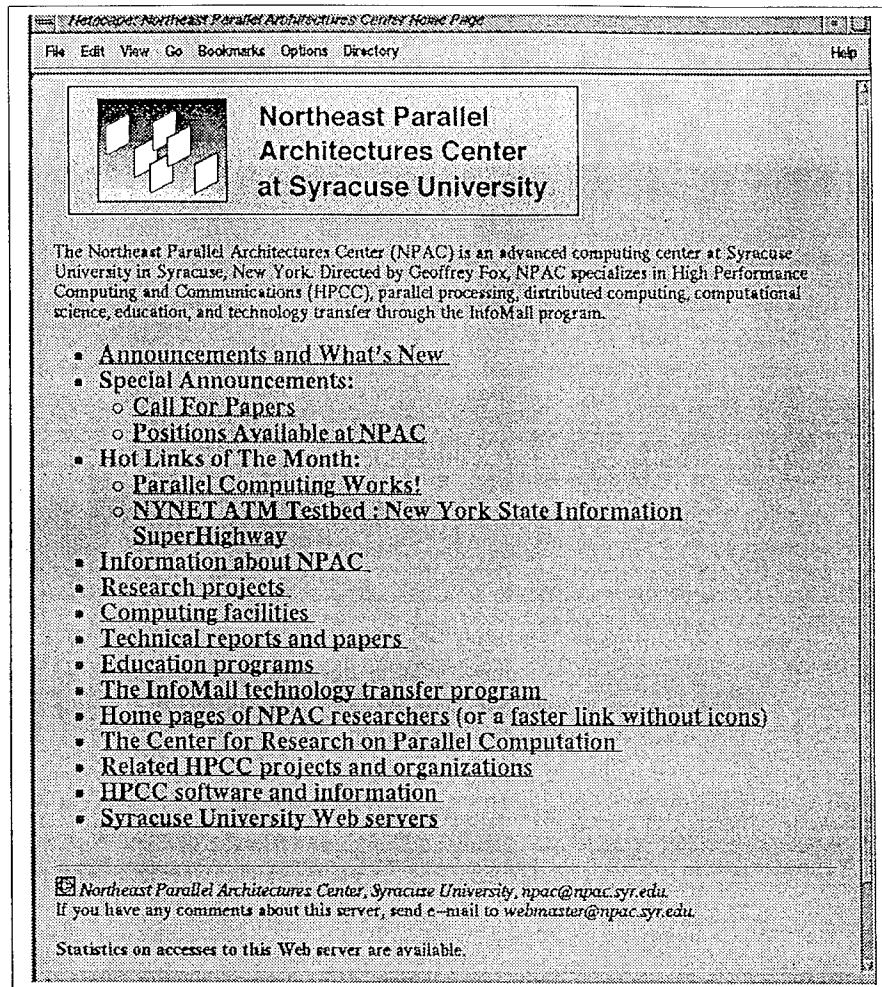 Netscape: Northeast Parallel Architectures Center Home Page
File Edit View Go Bookmarks Options Directory Help
Northeast Parallel
Architectures Center
at Syracuse University
The Northeast Parallel Architectures Center (NPAC) is an advanced computing center at Syracuse
University in Syracuse, New York. Directed by Geoffrey Fox, NPAC specializes in High Performance
Computing and Communications (HPCC), parallel processing, distributed computing, computational
science, education, and technology transfer through the InfoMall program.
Announcements and What's New
Special Announcements:
Call For Papers
Positions Available at NPAC
Hot Links of The Month:
Parallel Computing Works!
NYNET ATM Testbed : New York State Information
SuperHighway
Information about NPAC
Research projects
Computing facilities
Technical reports and papers
Education programs
The InfoMall technology transfer program
Home pages of NPAC researchers (or a faster link without icons)
The Center for Research on Parallel Computation
Related HPCC projects and organizations
HPCC software and information
Syracuse University Web servers
Northeast Parallel Architectures Center, Syracuse University, npac@npac.syr.edu.
If you have any comments about this server, send e-mail to webmaster@npac.syr.edu.
Statistics on accesses to this Web server are available.